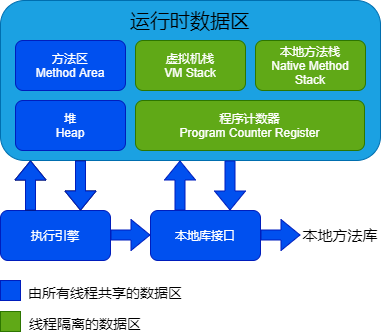 运行时数据区
方法区
Method Area
虚拟机栈
VM Stack
本地方法栈
Native Method
Stack
堆
Heap
程序计数器
Program Counter Register
执行引擎
本地库接口
本地方法库
由所有线程共享的数据区
线程隔离的数据区